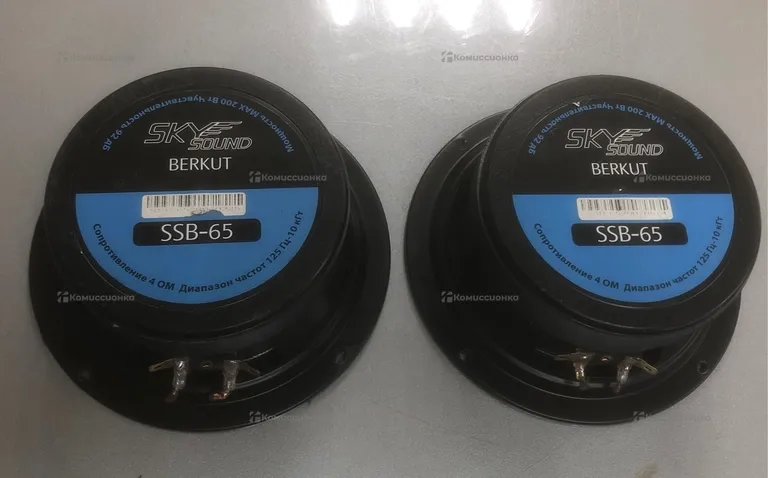 Комиссионка
Комиссионка
Мощность MAX 200 Вт Чувствительность 92 дб
SKY SOUND
BERKUT
Комиссионка
SSB-65
Сопротивление 4 ОМ Диапазон частот 125 Гц-10 кГц
Комиссионка
Комиссионка
Мощность MAX 200 Вт Чувствительность 92 дб
SKY SOUND
BERKUT
Комиссионка
SSB-65
Сопротивление 4 ОМ Диапазон частот 125 Гц-10 кГц
Комиссионка
Комиссионка